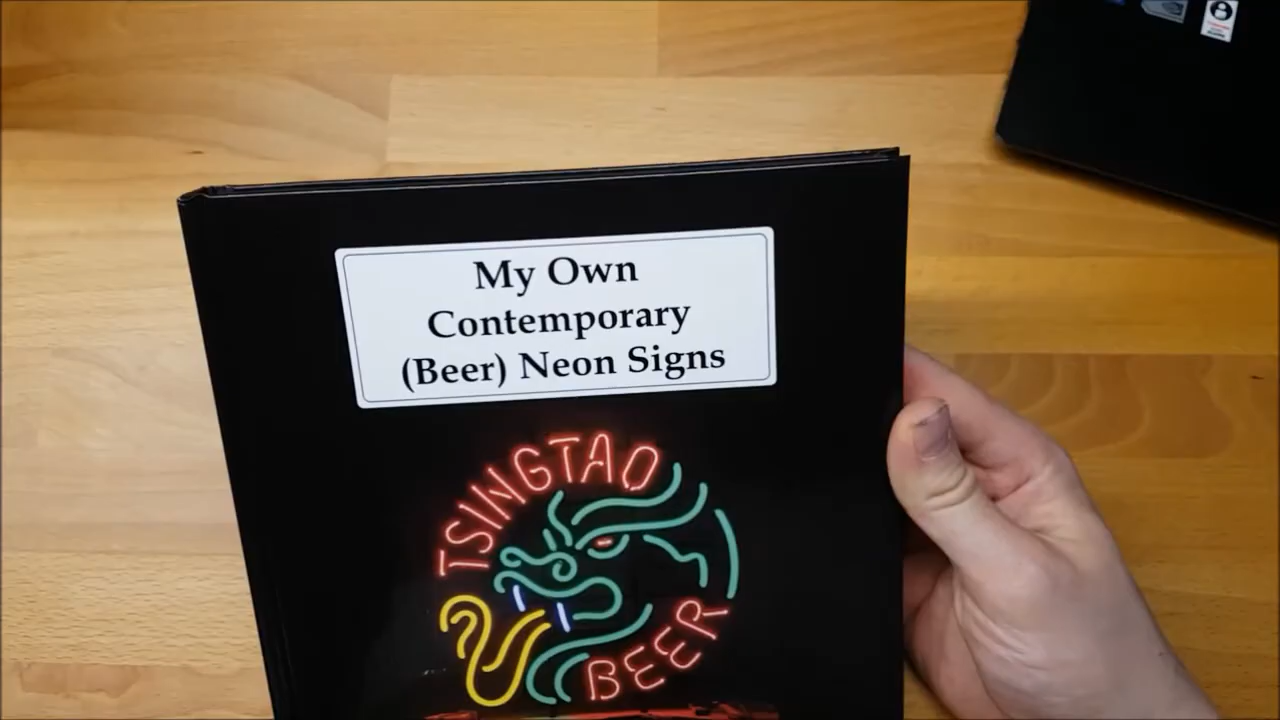 My Own
Contemporary
(Beer) Neon Signs
TSINGTAO
BEER